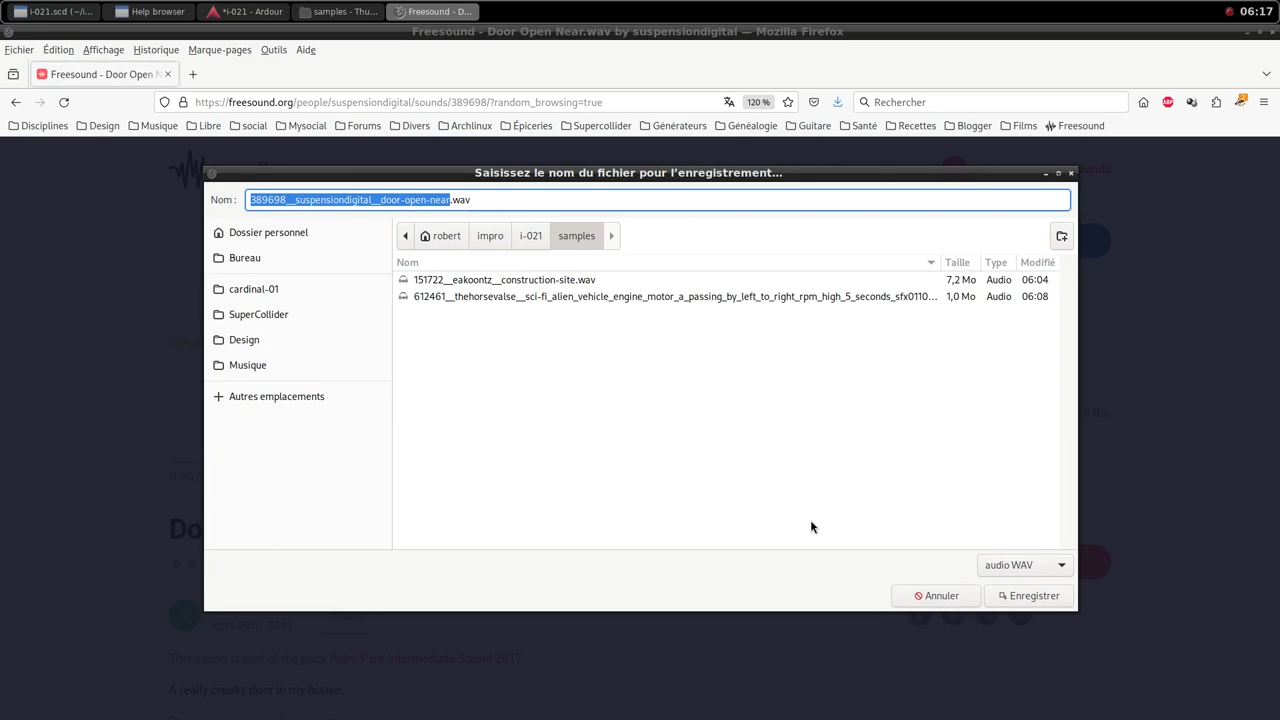 i-021.scd (~/i...
Help browser
*i-021 - Ardour
samples - Thu...
Freesound - D...
06:17
Freesound - Door Open Near.wav by suspensiondigital — Mozilla Firefox
Fichier Édition Affichage Historique Marque-pages Outils Aide
Freesound - Door Open N
https://freesound.org/people/suspensiondigital/sounds/389698/?random_browsing=true
120 %
Rechercher
Disciplines Design Musique Libre social Mysocial Forums Divers Archlinux Épiceries Supercollider Générateurs Généalogie Guitare Santé Recettes Blogger Films Freesound
Saisissez le nom du fichier pour l'enregistrement…
Nom : 389698__suspensiondigital__door-open-near.wav
Dossier personnel
Bureau
cardinal-01
SuperCollider
Design
Musique
Autres emplacements
robert impro i-021 samples
Nom Taille Type Modifié
151722__eakoontz__construction-site.wav 7,2 Mo Audio 06:04
612461__thehorsevalse__sci-fi_alien_vehicle_engine_motor_a_passing_by_left_to_right_rpm_high_5_seconds_sfx0110... 1,0 Mo Audio 06:08
audio WAV
Annuler
Enregistrer
Do
April 26th, 2017
This sound is part of the pack Point Park Intermediate Sound 2017
A really creaky door in my house.